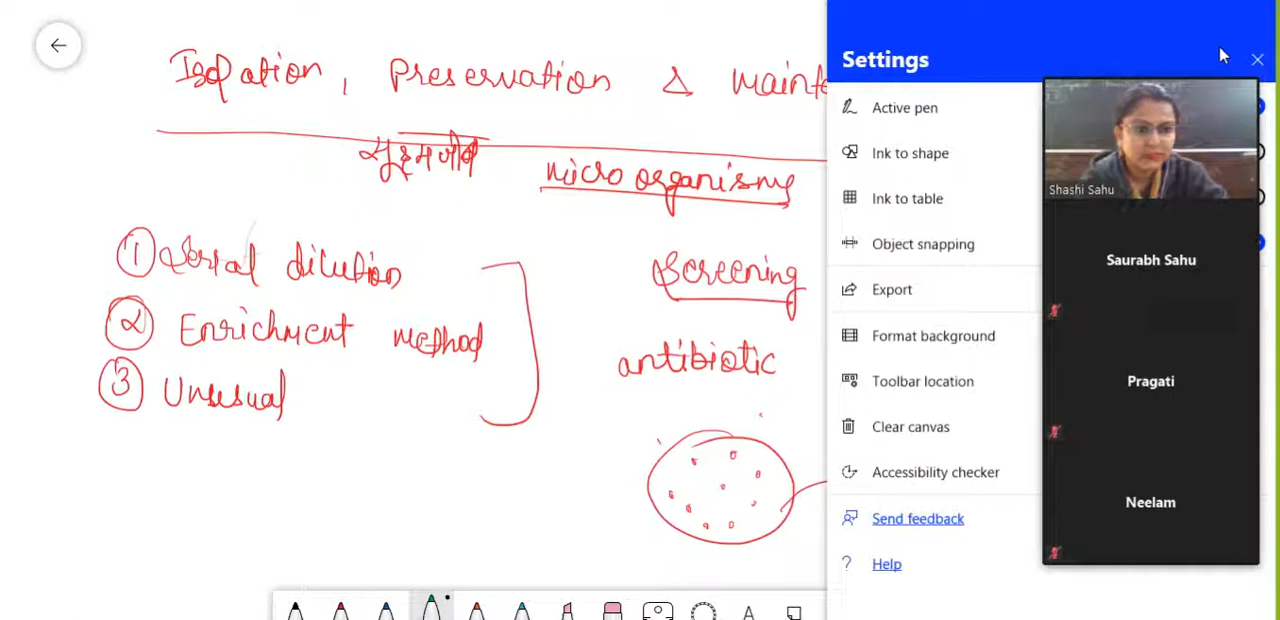 Isolation, Preservation & maint
सूक्ष्मजीव
micro organisms
① Serial dilution
② Enrichment method
③ Unusual
Screening
antibiotic
Settings
Active pen
Ink to shape
Ink to table
Object snapping
Export
Format background
Toolbar location
Clear canvas
Accessibility checker
Send feedback
Help
Shashi Sahu
Saurabh Sahu
Pragati
Neelam